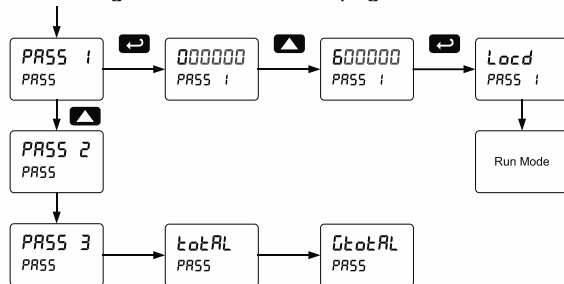 PASS 1
PASS
000000
PASS 1
600000
PASS 1
Locd
PASS 1
PASS 2
PASS
Run Mode
PASS 3
PASS
totAL
PASS
GtotAL
PASS